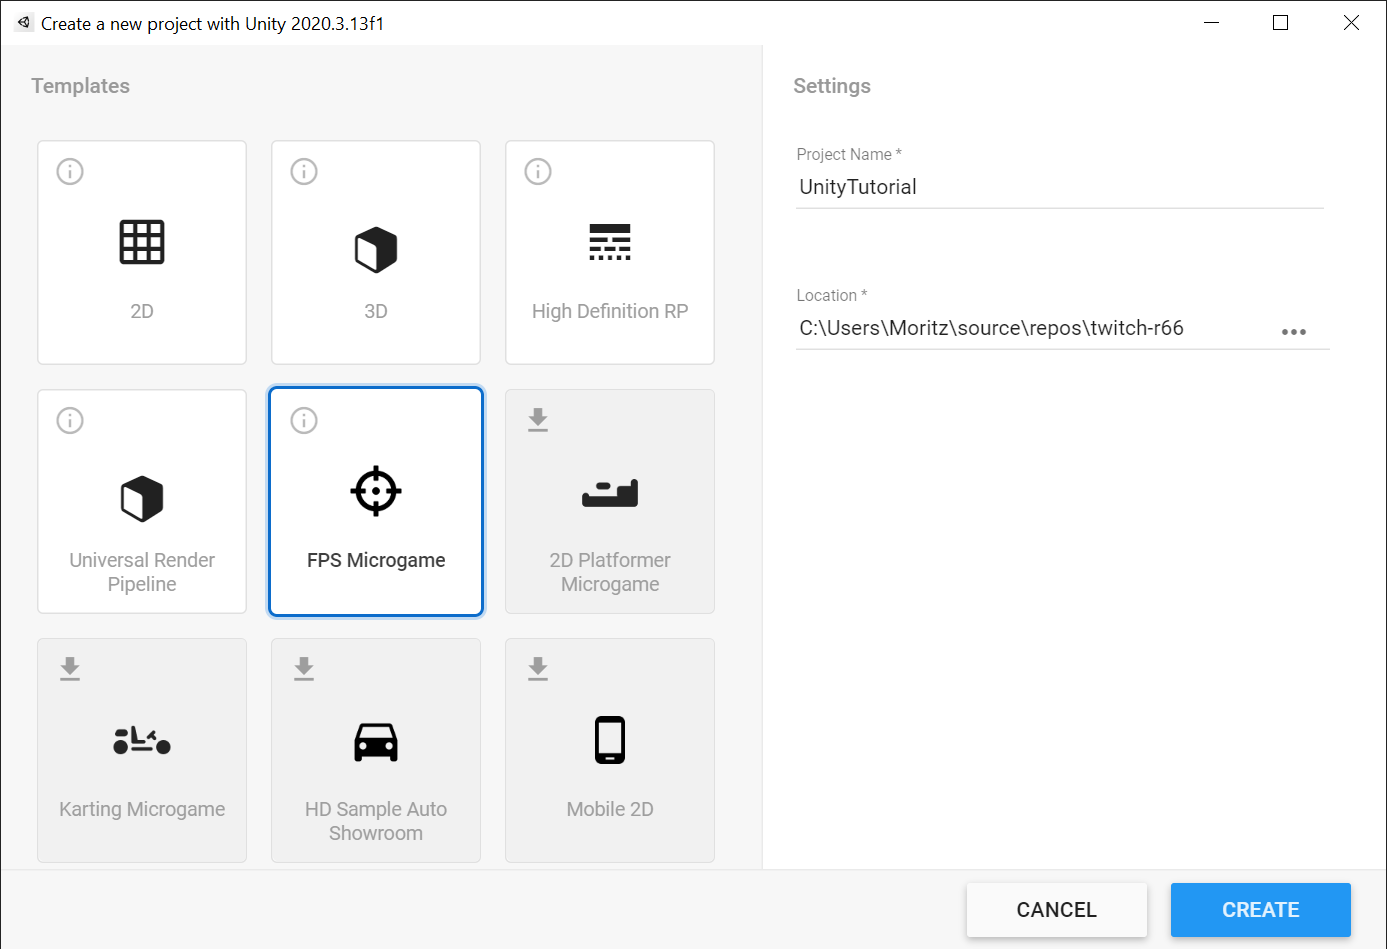 Create a new project with Unity 2020.3.13f1
Templates
2D
3D
High Definition RP
Universal Render
Pipeline
FPS Microgame
2D Platformer
Microgame
Karting Microgame
HD Sample Auto
Showroom
Mobile 2D
Settings
Project Name *
UnityTutorial
Location *
C:\Users\Moritz\source\repos\twitch-r66
CANCEL
CREATE